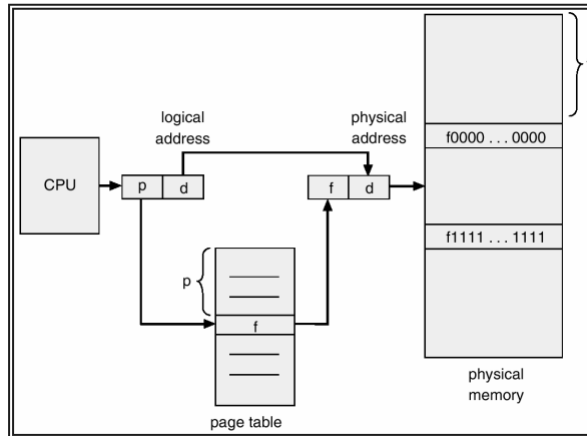 logical
address
physical
address
f0000 . . . 0000
CPU
p
d
f
d
f1111 . . . 1111
p
f
physical
memory
page table